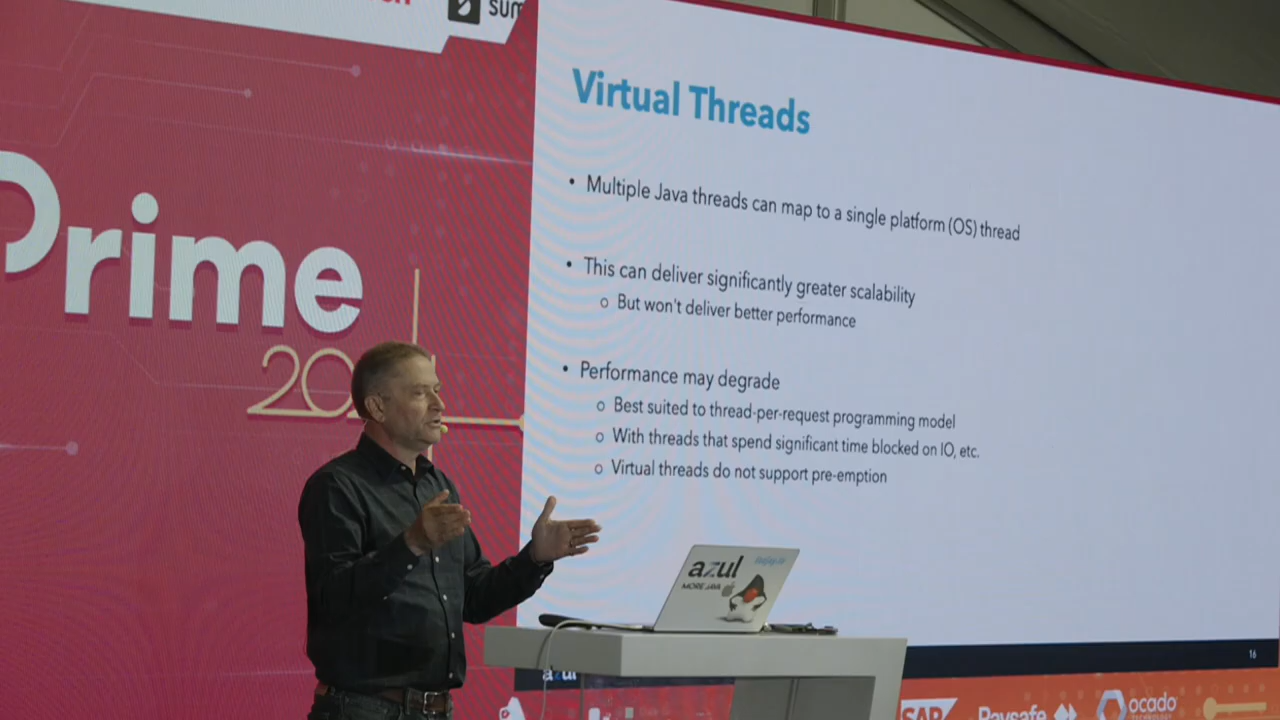 Virtual Threads
• Multiple Java threads can map to a single platform (OS) thread
• This can deliver significantly greater scalability
o But won't deliver better performance
• Performance may degrade
o Best suited to thread-per-request programming model
o With threads that spend significant time blocked on IO, etc.
o Virtual threads do not support pre-emption
16
Prime
20
azul
MORE JAVA
azul
SAP
Paysafe
ocado
TECHNOLOGY